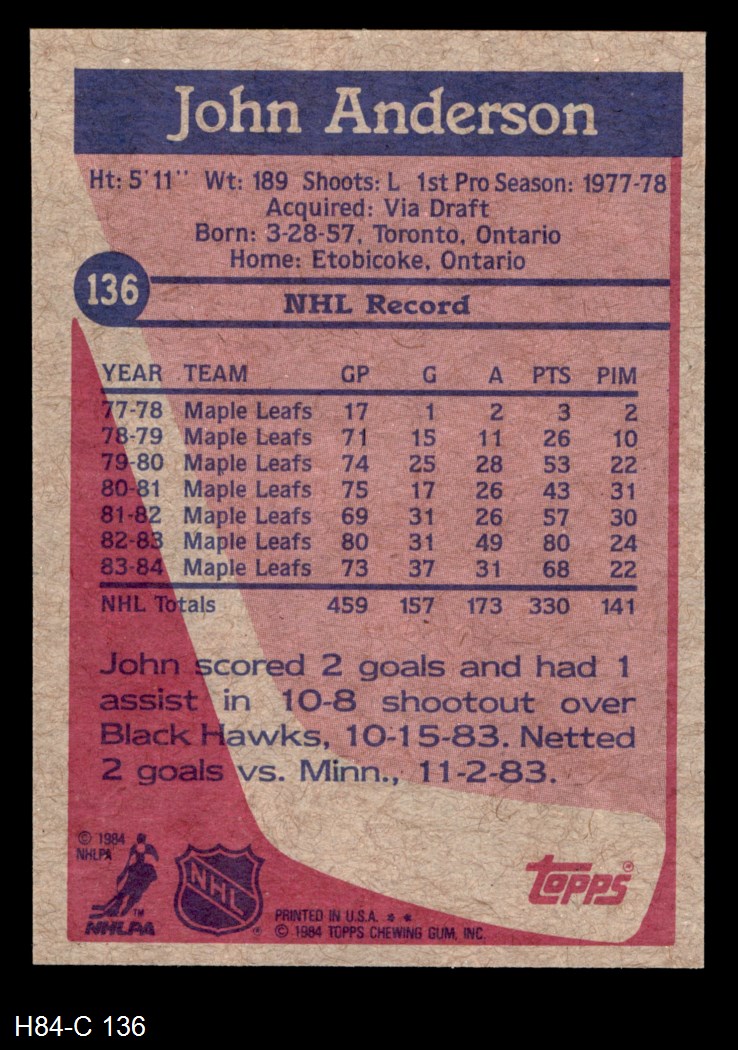 John Anderson
Ht: 5'11" Wt: 189 Shoots: L 1st Pro Season: 1977-78
Acquired: Via Draft
Born: 3-28-57, Toronto, Ontario
Home: Etobicoke, Ontario
136
NHL Record
YEAR TEAM GP G A PTS PIM
77-78 Maple Leafs 17 1 2 3 2
78-79 Maple Leafs 71 15 11 26 10
79-80 Maple Leafs 74 25 28 53 22
80-81 Maple Leafs 75 17 26 43 31
81-82 Maple Leafs 69 31 26 57 30
82-83 Maple Leafs 80 31 49 80 24
83-84 Maple Leafs 73 37 31 68 22
NHL Totals 459 157 173 330 141
John scored 2 goals and had 1
assist in 10-8 shootout over
Black Hawks, 10-15-83. Netted
2 goals vs. Minn., 11-2-83.
© 1984
NHLPA
TM
NHLPA
NHL
®
topps®
PRINTED IN U.S.A. * *
© 1984 TOPPS CHEWING GUM, INC.
H84-C 136